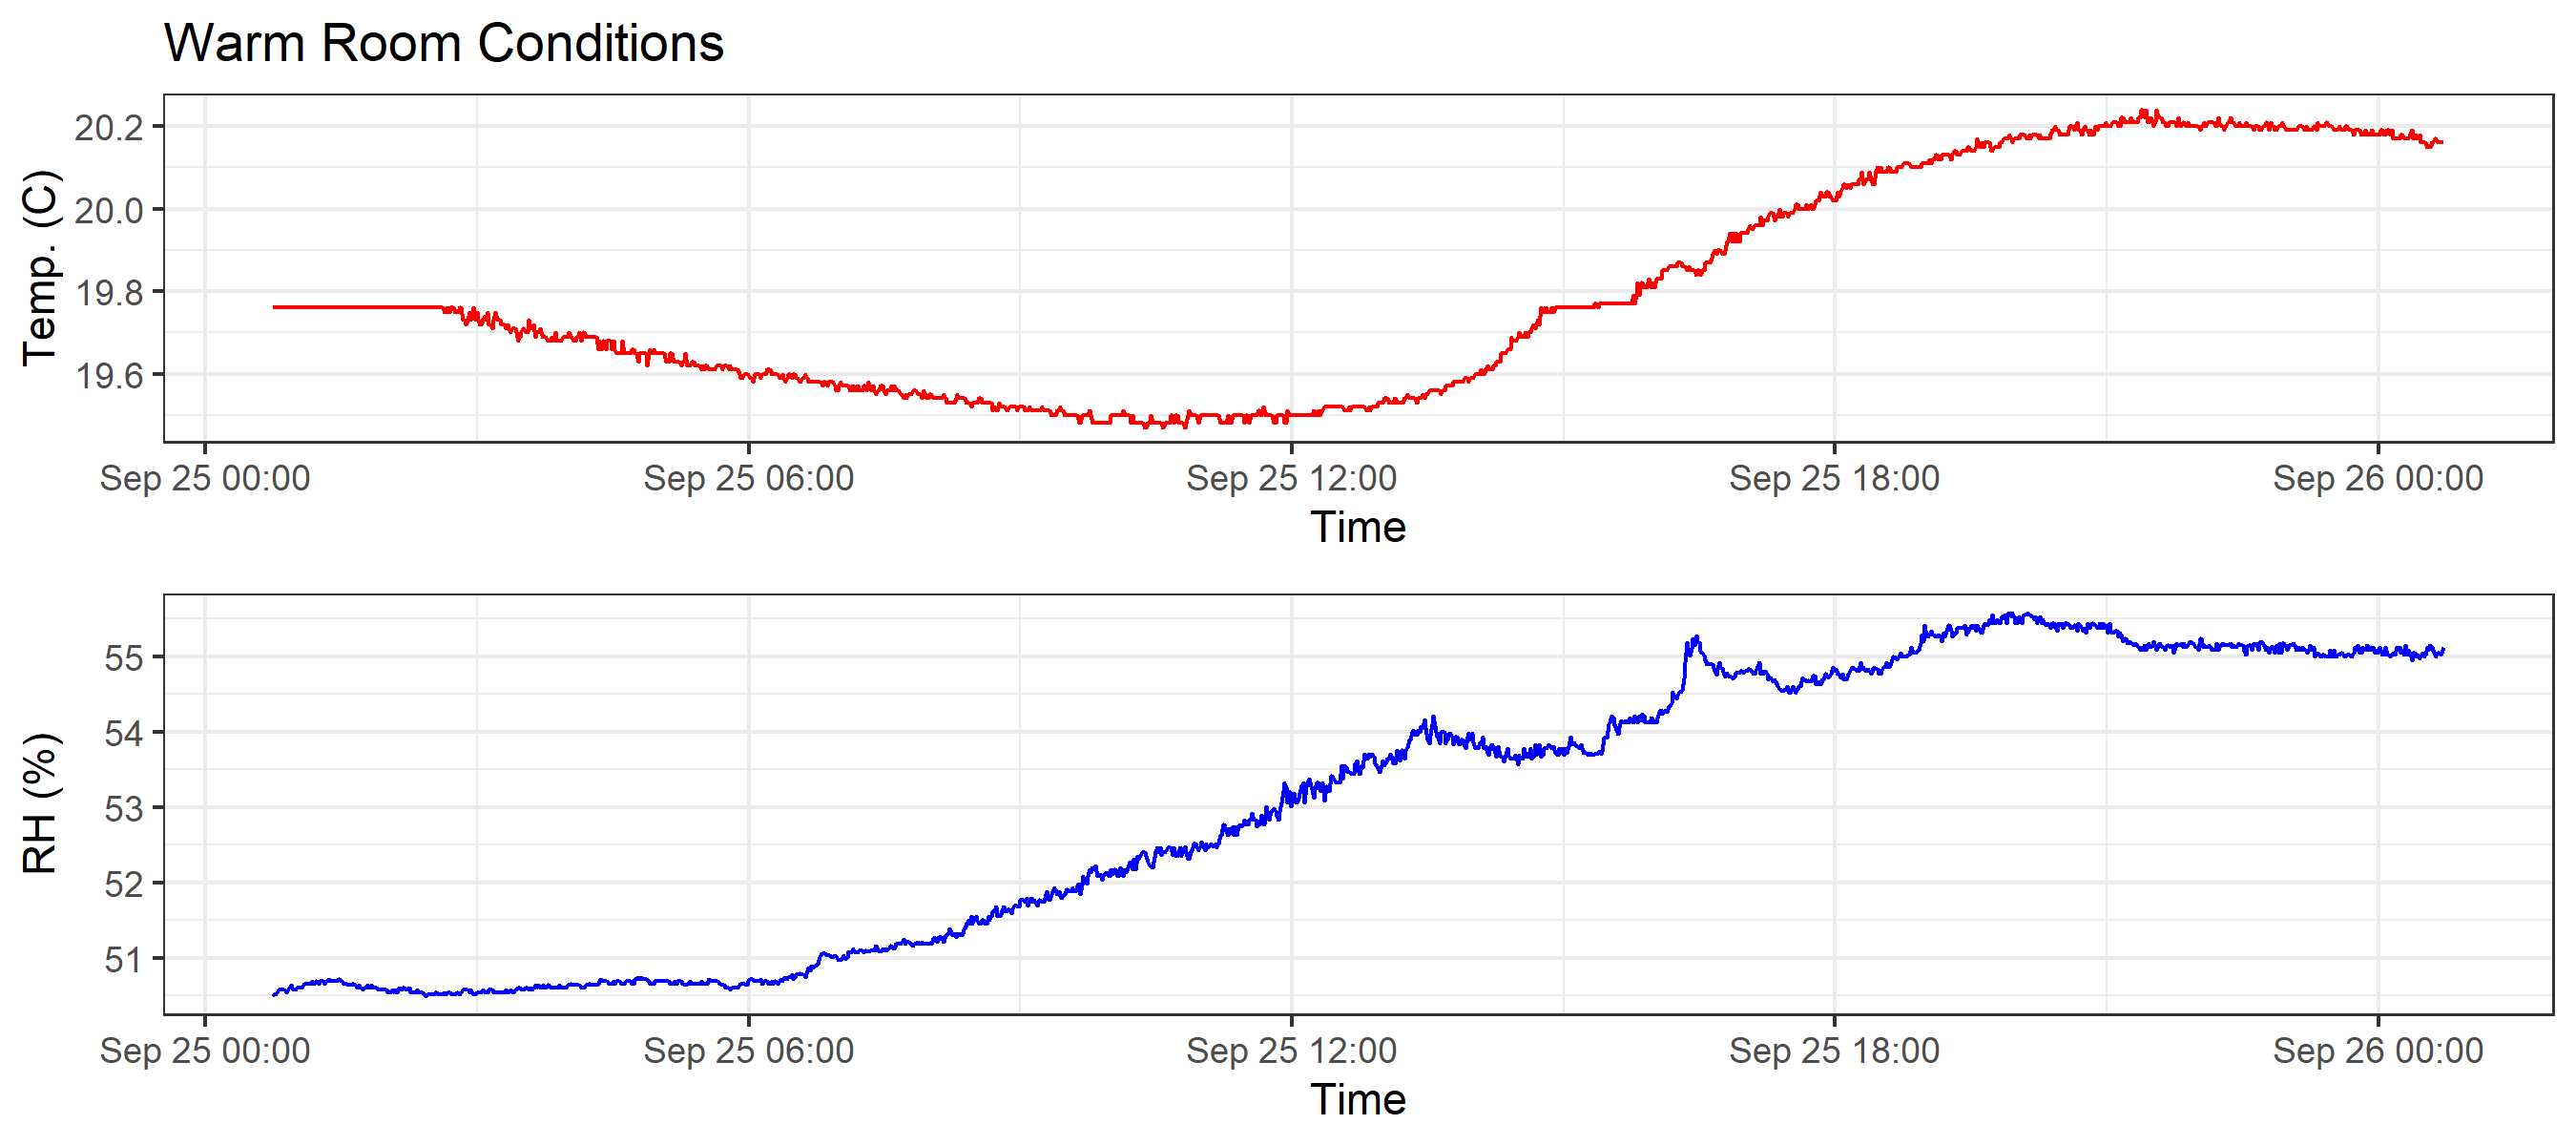 Warm Room Conditions
Temp. (C)
20.2
20.0
19.8
19.6
Sep 25 00:00 Sep 25 06:00 Sep 25 12:00 Sep 25 18:00 Sep 26 00:00
Time
RH (%)
55
54
53
52
51
Sep 25 00:00 Sep 25 06:00 Sep 25 12:00 Sep 25 18:00 Sep 26 00:00
Time